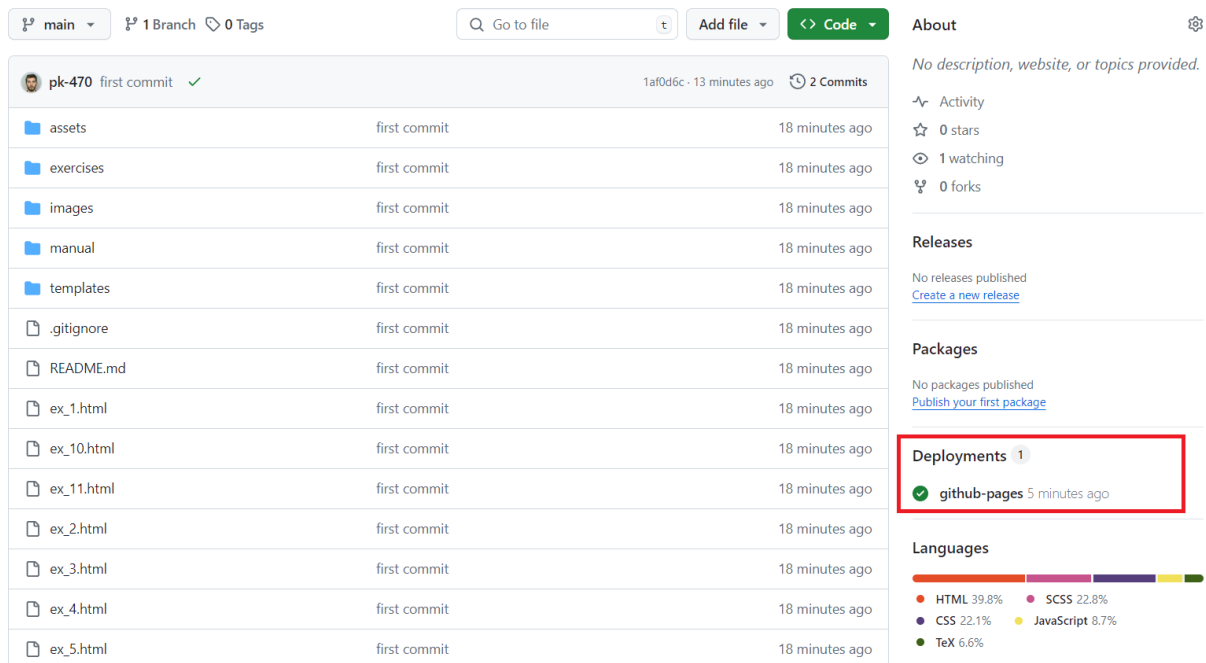 main 1 Branch 0 Tags Go to file t Add file Code
pk-470 first commit 1af0d6c · 13 minutes ago 2 Commits
assets first commit 18 minutes ago
exercises first commit 18 minutes ago
images first commit 18 minutes ago
manual first commit 18 minutes ago
templates first commit 18 minutes ago
.gitignore first commit 18 minutes ago
README.md first commit 18 minutes ago
ex_1.html first commit 18 minutes ago
ex_10.html first commit 18 minutes ago
ex_11.html first commit 18 minutes ago
ex_2.html first commit 18 minutes ago
ex_3.html first commit 18 minutes ago
ex_4.html first commit 18 minutes ago
ex_5.html first commit 18 minutes ago
About
No description, website, or topics provided.
Activity
0 stars
1 watching
0 forks
Releases
No releases published
Create a new release
Packages
No packages published
Publish your first package
Deployments 1
github-pages 5 minutes ago
Languages
HTML 39.8% SCSS 22.8%
CSS 22.1% JavaScript 8.7%
TeX 6.6%